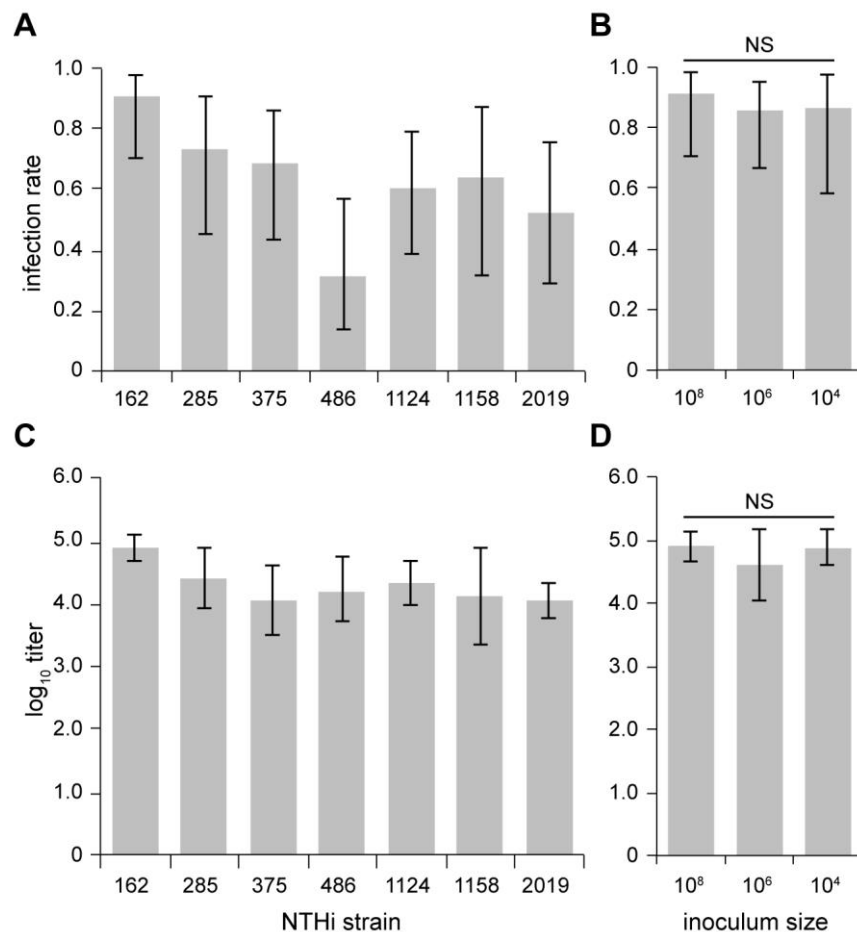 A
infection rate
1.0
0.8
0.6
0.4
0.2
0
162 285 375 486 1124 1158 2019
B
NS
1.0
0.8
0.6
0.4
0.2
0
10⁸ 10⁶ 10⁴
C
log₁₀ titer
6.0
5.0
4.0
3.0
2.0
1.0
0
162 285 375 486 1124 1158 2019
NTHi strain
D
NS
6.0
5.0
4.0
3.0
2.0
1.0
0
10⁸ 10⁶ 10⁴
inoculum size